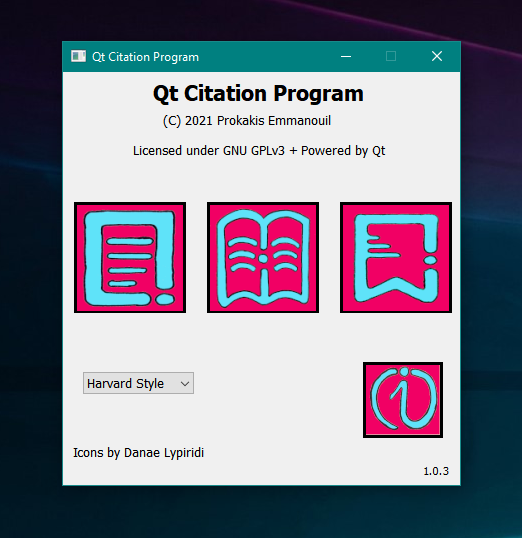 Qt Citation Program
Qt Citation Program
(C) 2021 Prokakis Emmanouil
Licensed under GNU GPLv3 + Powered by Qt
Harvard Style
i
Icons by Danae Lypiridi
1.0.3